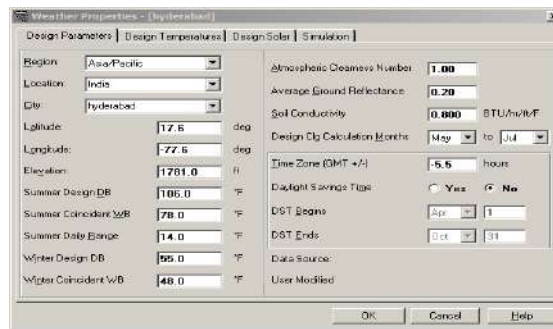 Weather Properties - [hyderabad]
Design Parameters
Design Temperatures
Design Solar
Simulation
Region: Asia/Pacific
Location: India
City: hyderabad
Latitude: 17.6 deg
Longitude: -77.6 deg
Elevation: 1781.0 ft
Summer Design DB 106.0 °F
Summer Coincident WB 78.0 °F
Summer Daily Range 14.0 °F
Winter Design DB 55.0 °F
Winter Coincident WB 48.0 °F
Atmospheric Clearness Number 1.00
Average Ground Reflectance 0.20
Soil Conductivity 0.800 BTU/hr/ft/F
Design Clg Calculation Months May to Jul
Time Zone (GMT +/-) -5.5 hours
Daylight Savings Time Yes No
DST Begins Apr 1
DST Ends Oct 31
Data Source:
User Modified
OK Cancel Help